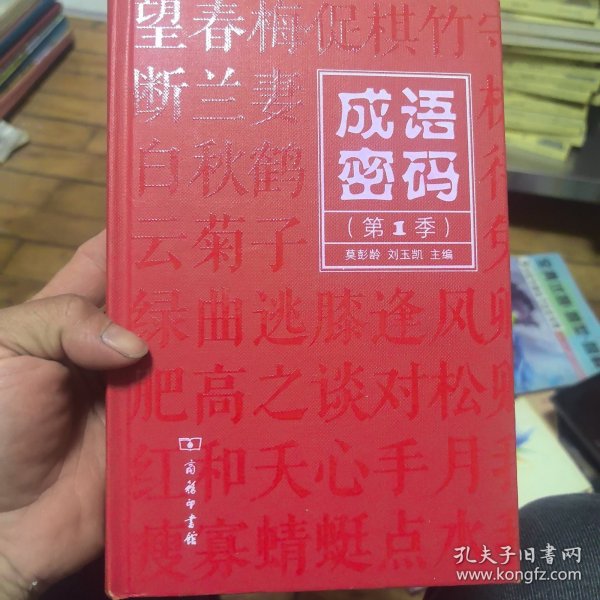 望春梅促棋竹
断兰妻
白秋鹤
云菊子
绿曲逃膝逢风
肥高之谈对松
红和夭心手月
瘦寡蜻蜓点水
成语
密码
(第1季)
莫彭龄 刘玉凯 主编
商务印书馆
孔夫子旧书网
www.kongfz.com